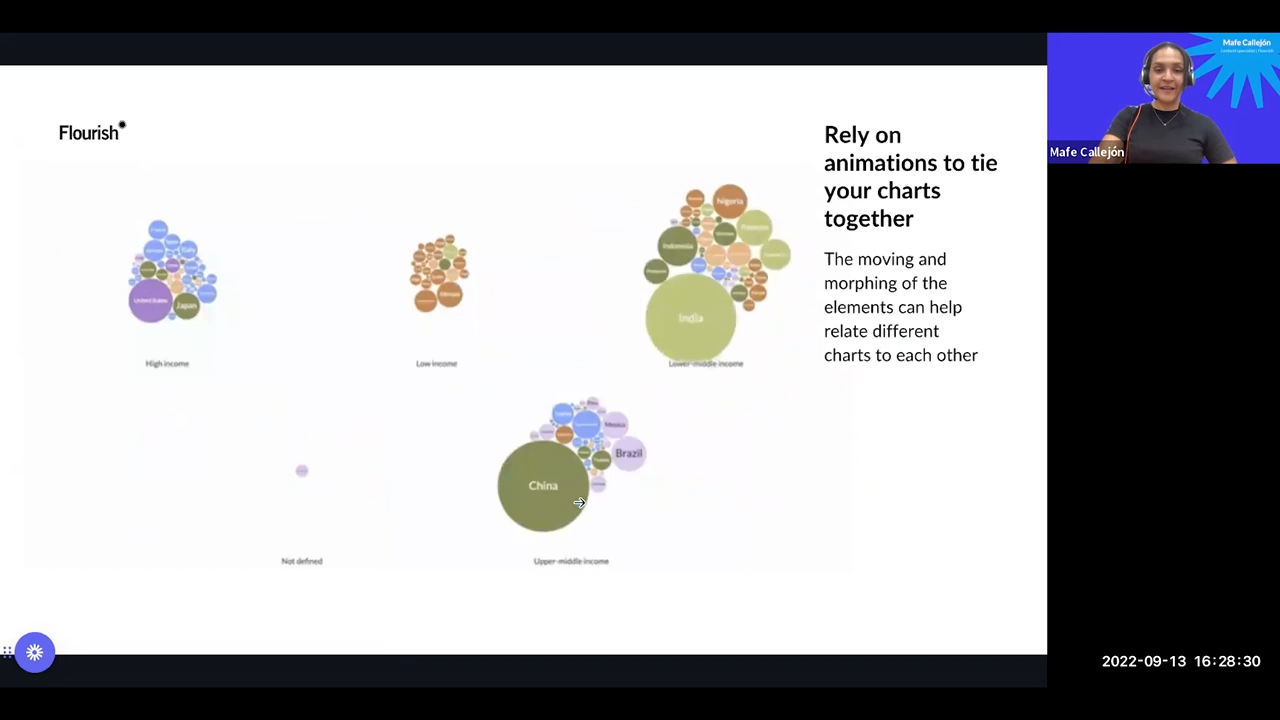 Flourish
Rely on
animations to tie
your charts
together
The moving and
morphing of the
elements can help
relate different
charts to each other
United States
Japan
Italy
High income
Ethiopia
Low income
Nigeria
Indonesia
India
Lower-middle income
Mexico
Brazil
China
Not defined
Upper-middle income
Mafe Callejón
Mafe Callejón
2022-09-13 16:28:30